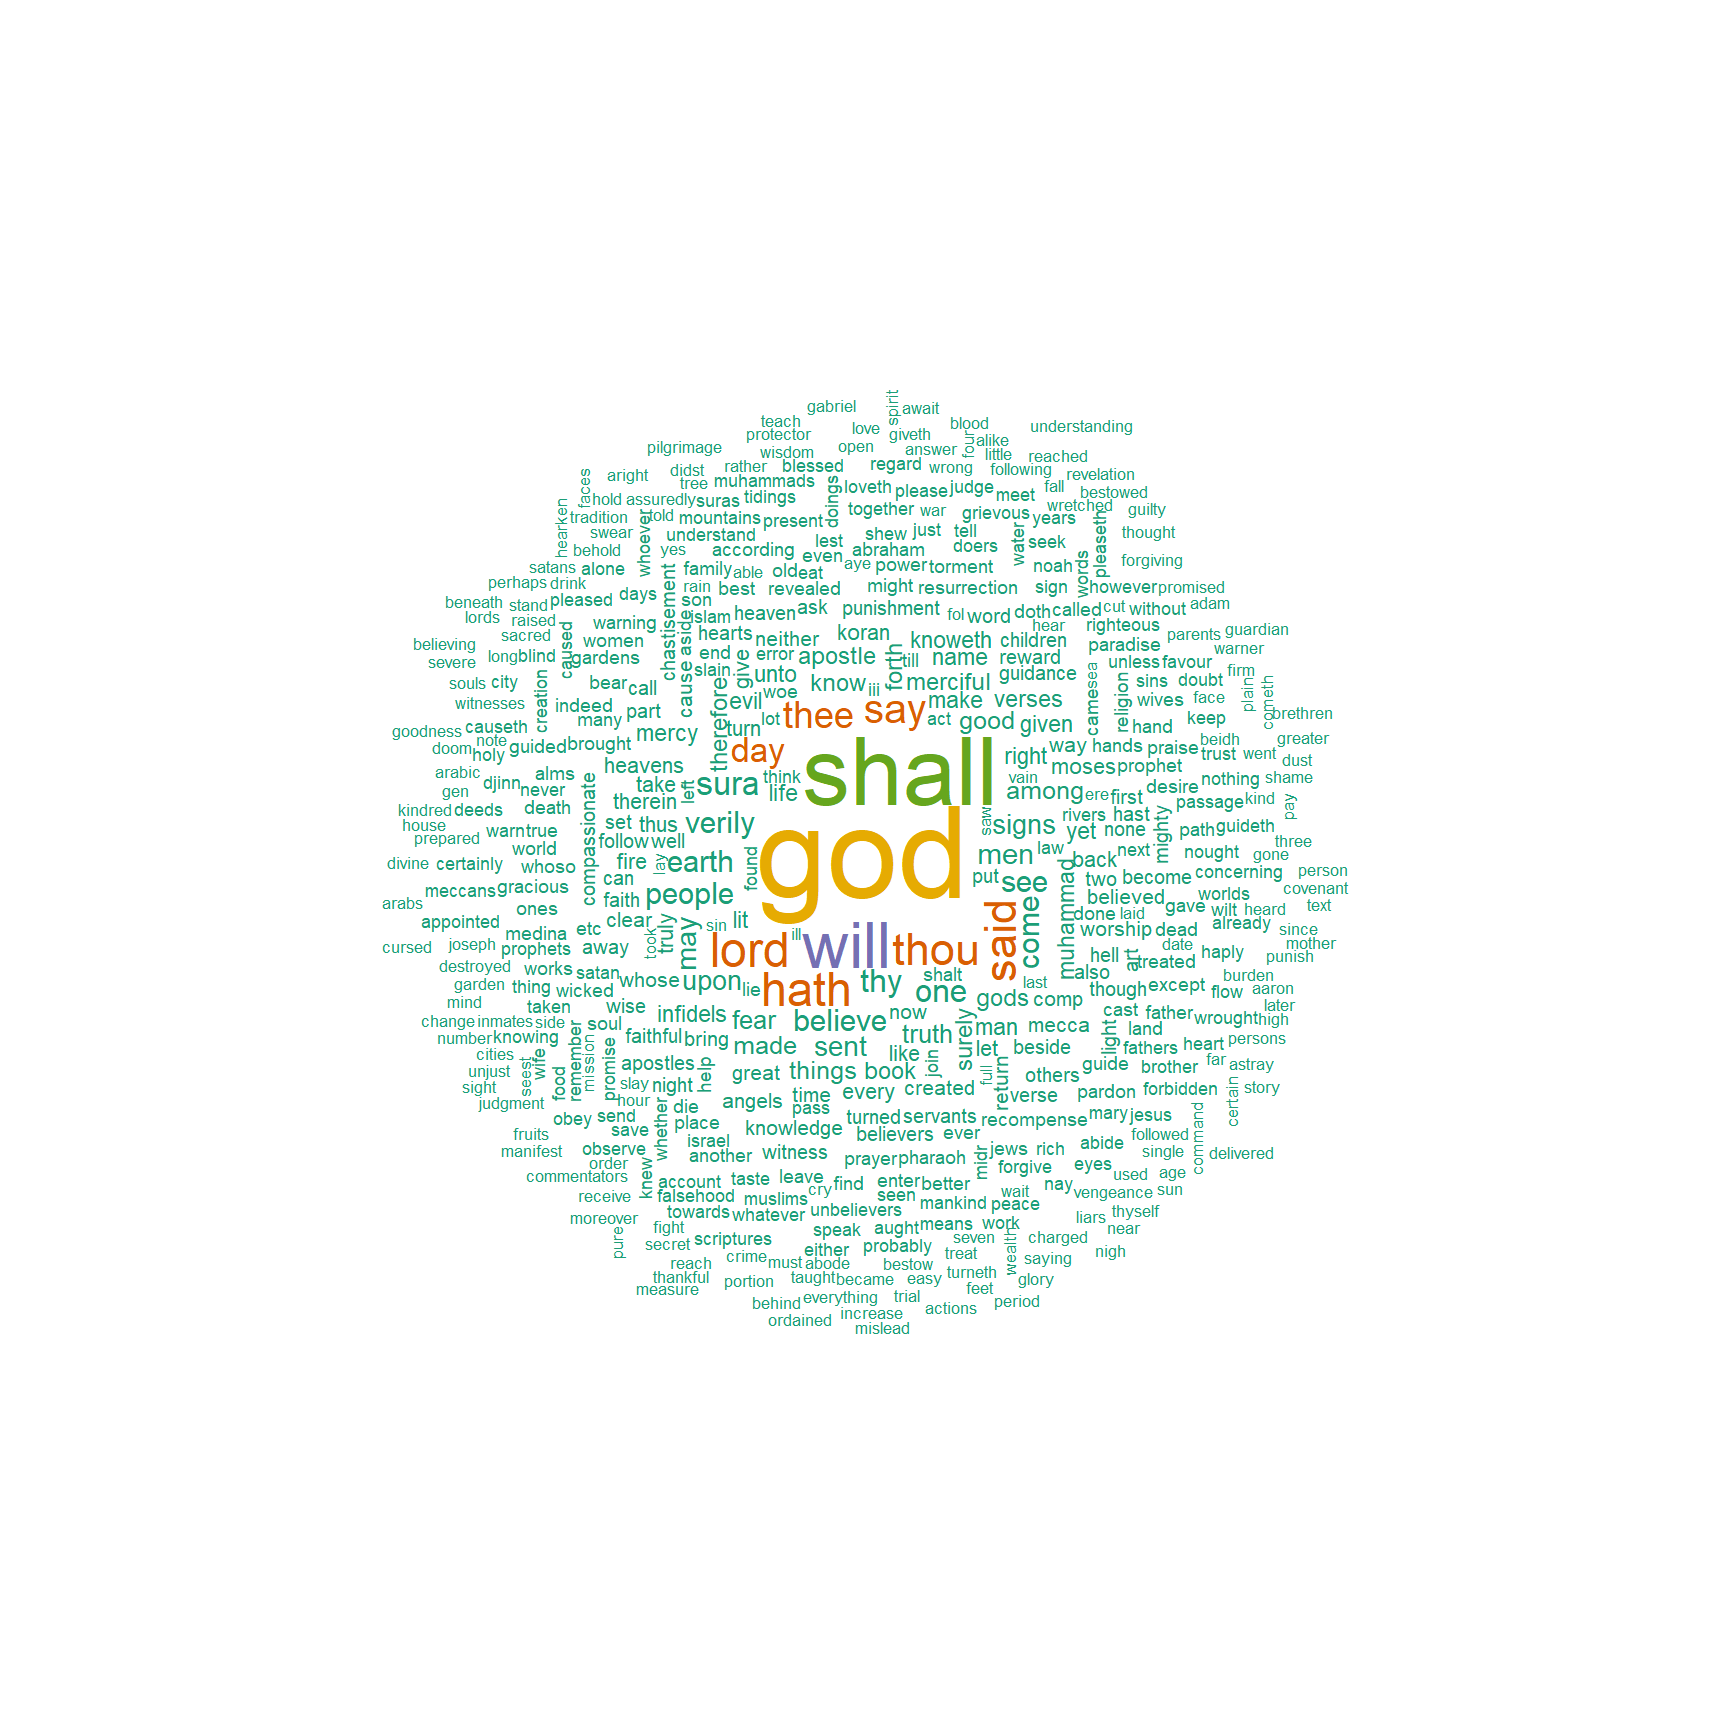 gabriel
spirit
await
teach
love
blood
protector
giveth
understanding
pilgrimage
wisdom
open
answer
four
alike
little
reached
faces
aright
didst
rather
blessed
regard
wrong
following
revelation
tree
muhammads
doings
loveth
please
judge
meet
fall
bestowed
hold
assuredly
suras
tidings
together
war
grievous
years
wretched
guilty
hearken
tradition
swear
told
whoever
mountains
present
understand
shew
just
tell
water
pleaseth
thought
behold
yes
according
lest
even
abraham
doers
seek
words
forgiving
satans
alone
family
able
old
eat
aye
power
torment
noah
perhaps
drink
chastisement
rain
best
revealed
might
resurrection
sign
however
promised
beneath
stand
pleased
days
son
heaven
ask
punishment
fol
word
doth
called
cut
without
adam
lords
raised
warning
islam
aside
hear
righteous
parents
guardian
believing
sacred
caused
women
hearts
neither
koran
knoweth
children
paradise
warner
severe
long
blind
gardens
end
error
apostle
forth
till
name
reward
unless
favour
firm
slain
give
unto
know
iii
merciful
guidance
came
sea
religion
sins
doubt
plain
cometh
souls
city
creation
bear
call
cause
therefore
evil
woe
make
verses
wives
face
witnesses
indeed
many
part
thee
say
act
good
given
hand
keep
brethren
goodness
causeth
mercy
turn
lot
beidh
greater
doom
note
holy
guided
brought
day
shall
right
way
hands
praise
trust
went
dust
arabic
djinn
alms
heavens
sura
think
moses
prophet
nothing
shame
gen
never
take
left
life
vain
among
ere
first
desire
kindred
deeds
death
compassionate
therein
saw
rivers
hast
passage
kind
pay
house
prepared
warn
true
set
thus
verily
god
signs
yet
none
mighty
path
guideth
three
world
follow
well
men
law
next
nought
gone
divine
certainly
whoso
fire
lay
earth
found
back
concerning
person
meccans
gracious
can
people
put
see
muhammad
two
become
worlds
covenant
arabs
ones
faith
believed
gave
wilt
heard
text
appointed
etc
clear
truly
may
sin
lit
said
come
done
laid
already
since
cursed
joseph
medina
prophets
away
took
lord
ill
will
thou
worship
dead
date
haply
mother
destroyed
works
satan
hell
art
treated
punish
garden
thing
wicked
whose
upon
lie
hath
thy
shalt
one
last
also
though
except
burden
flow
aaron
mind
taken
wise
gods
comp
later
change
inmates
side
soul
infidels
fear
believe
now
truth
surely
man
mecca
cast
father
wrought
high
number
knowing
remember
mission
promise
faithful
bring
made
sent
like
join
let
beside
light
land
fathers
heart
persons
cities
wife
apostles
help
great
things
book
full
return
others
guide
brother
far
astray
unjust
seest
sight
food
slay
night
time
every
created
verse
pardon
forbidden
certain
story
judgment
hour
die
angels
pass
turned
servants
recompense
mary
jesus
obey
send
whether
place
knowledge
believers
ever
command
fruits
save
israel
followed
manifest
observe
another
witness
prayer
pharaoh
midr
jews
rich
abide
single
delivered
order
knew
forgive
eyes
commentators
account
taste
leave
cry
find
enter
better
used
age
receive
falsehood
muslims
seen
mankind
wait
peace
nay
vengeance
sun
moreover
towards
whatever
unbelievers
liars
thyself
pure
fight
speak
aught
means
work
near
secret
scriptures
either
probably
seven
wealth
charged
nigh
reach
crime
must
abode
treat
saying
thankful
portion
taught
became
bestow
easy
turneth
glory
measure
feet
behind
everything
trial
period
ordained
increase
actions
mislead